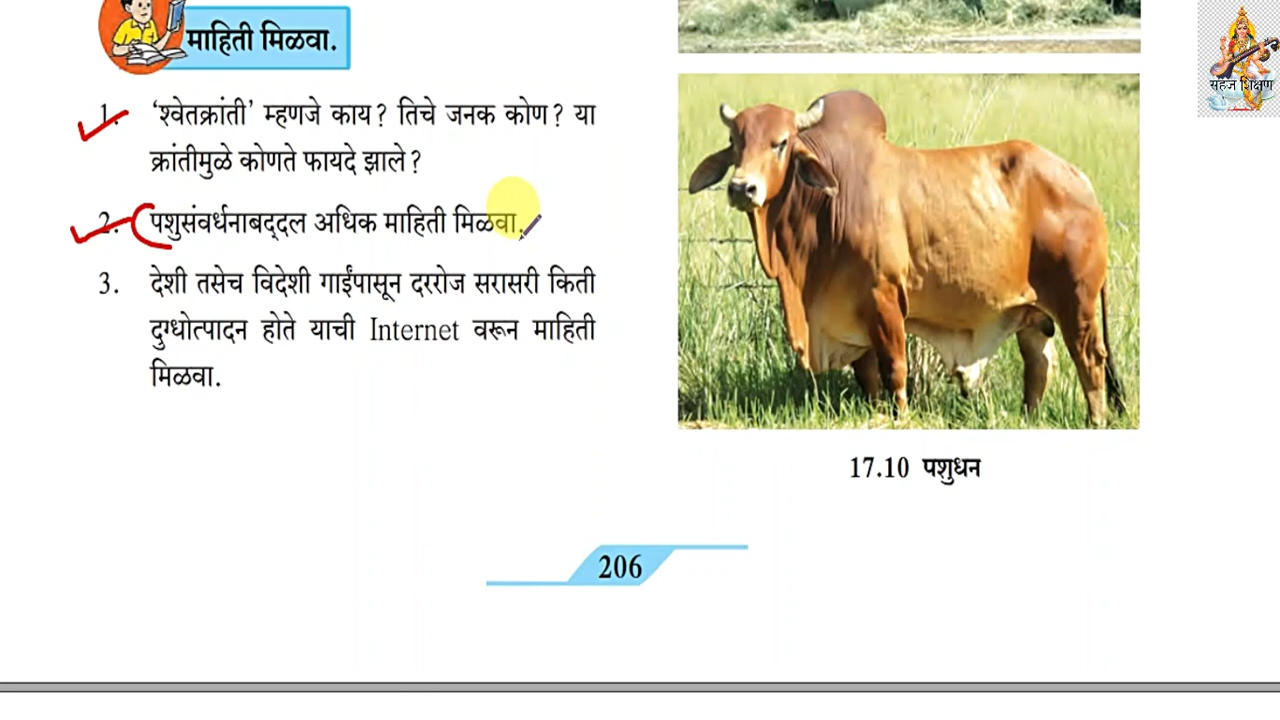 माहिती मिळवा.
1. 'श्वेतक्रांती' म्हणजे काय? तिचे जनक कोण? या
क्रांतीमुळे कोणते फायदे झाले?
2. पशुसंवर्धनाबद्दल अधिक माहिती मिळवा.
3. देशी तसेच विदेशी गाईंपासून दररोज सरासरी किती
दुग्धोत्पादन होते याची Internet वरून माहिती
मिळवा.
17.10 पशुधन
206
सहज शिक्षण